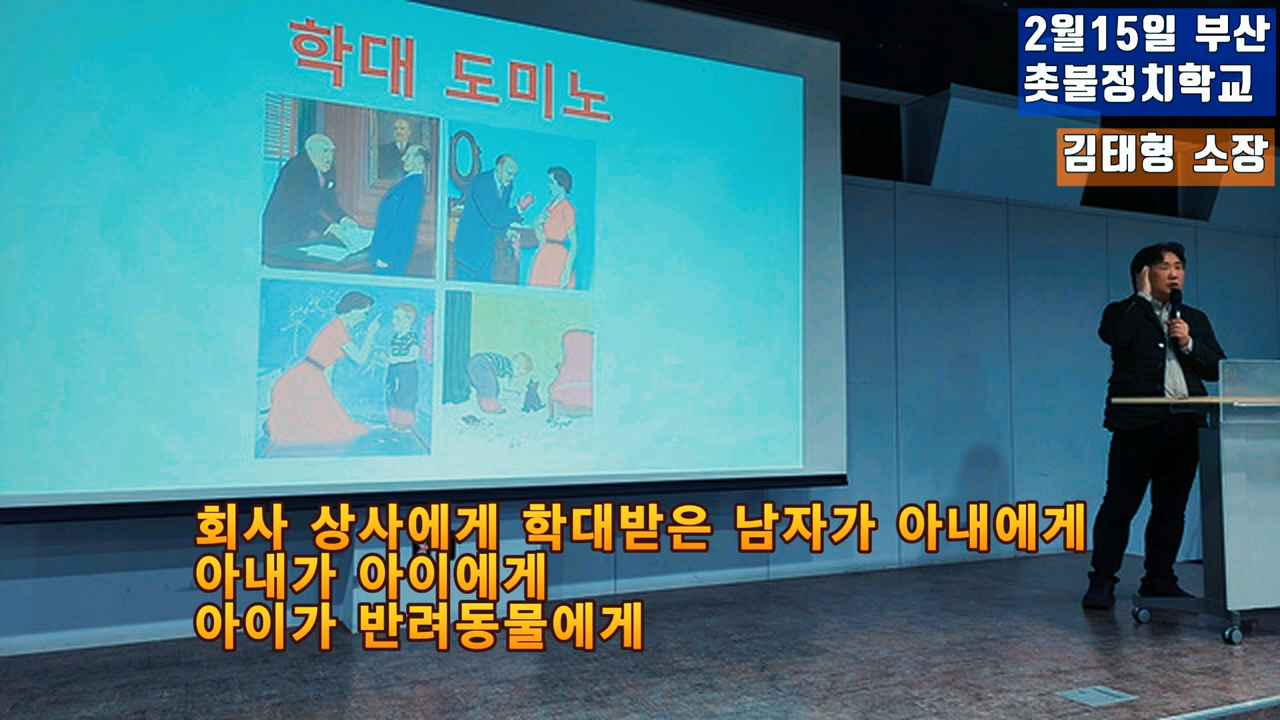 학대 도미노
2월15일 부산
촛불정치학교
김태형 소장
회사 상사에게 학대받은 남자가 아내에게
아내가 아이에게
아이가 반려동물에게